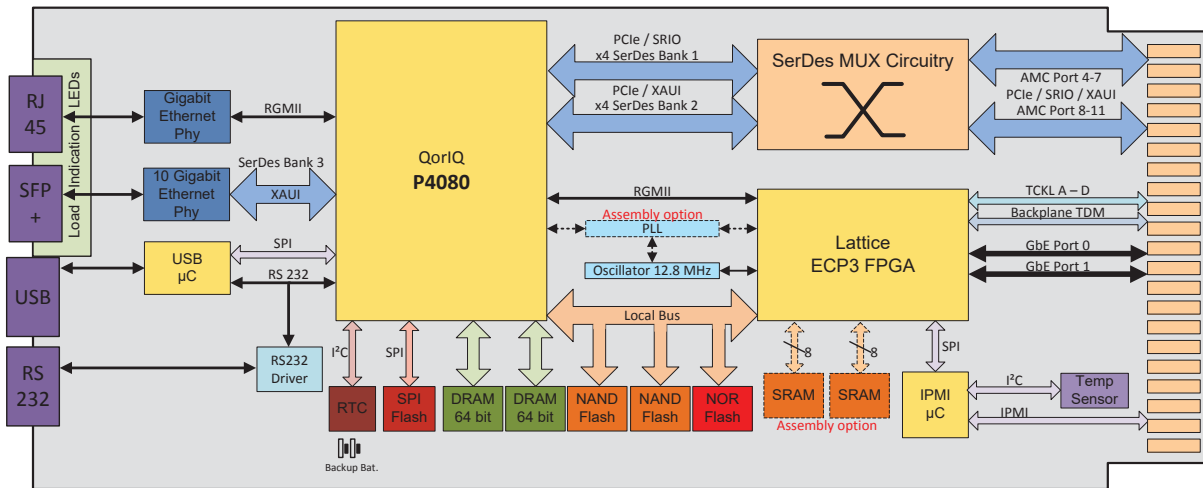 RJ
45
SFP
+
USB
RS
232
Load Indication LEDs
Gigabit
Ethernet
Phy
RGMII
SerDes Bank 3
10 Gigabit
Ethernet
Phy
XAUI
USB
µC
SPI
RS 232
RS232
Driver
QorIQ
P4080
PCIe / SRIO
x4 SerDes Bank 1
PCIe / XAUI
x4 SerDes Bank 2
SerDes MUX Circuitry
AMC Port 4-7
PCIe / SRIO / XAUI
AMC Port 8-11
RGMII
Assembly option
PLL
Oscillator 12.8 MHz
Lattice
ECP3 FPGA
TCKL A – D
Backplane TDM
GbE Port 0
GbE Port 1
Local Bus
I²C
SPI
RTC
SPI
Flash
DRAM
64 bit
DRAM
64 bit
NAND
Flash
NAND
Flash
NOR
Flash
8
8
SRAM
SRAM
Assembly option
SPI
IPMI
µC
I²C
Temp
Sensor
IPMI
Backup Bat.